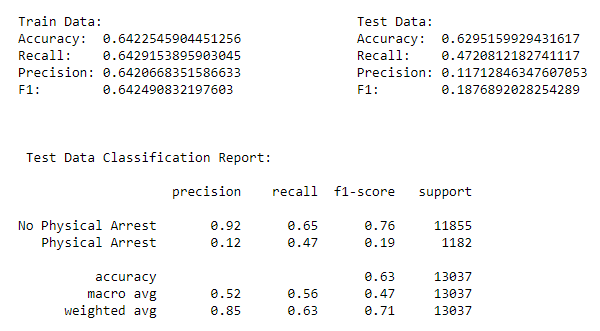 Train Data: Test Data:
Accuracy: 0.6422545904451256 Accuracy: 0.6295159929431617
Recall: 0.6429153895903045 Recall: 0.4720812182741117
Precision: 0.6420668351586633 Precision: 0.11712846347607053
F1: 0.642490832197603 F1: 0.1876892028254289
Test Data Classification Report:
precision recall f1-score support
No Physical Arrest 0.92 0.65 0.76 11855
Physical Arrest 0.12 0.47 0.19 1182
accuracy 0.63 13037
macro avg 0.52 0.56 0.47 13037
weighted avg 0.85 0.63 0.71 13037